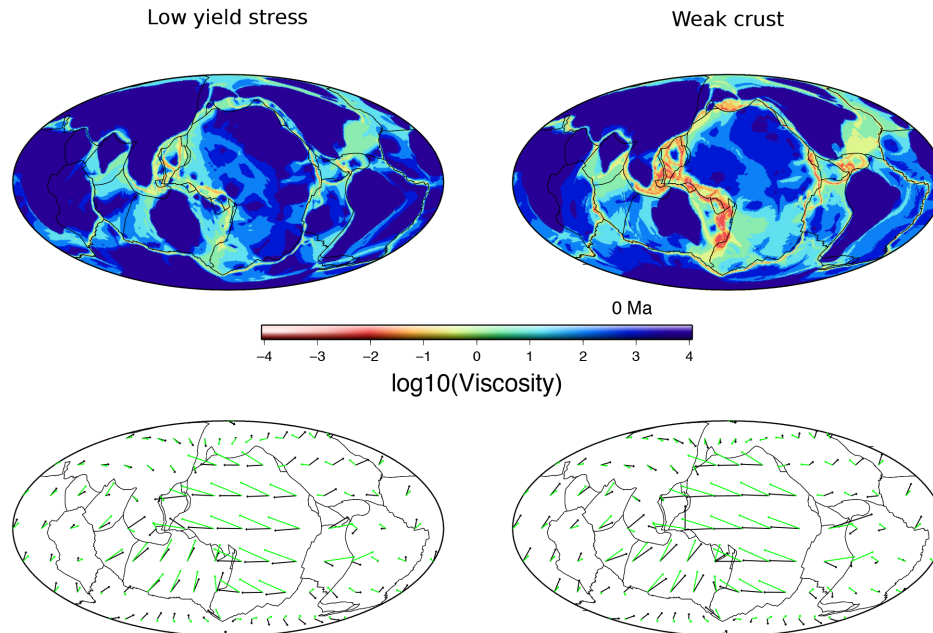 Low yield stress
Weak crust
0 Ma
−4 −3 −2 −1 0 1 2 3 4
log10(Viscosity)